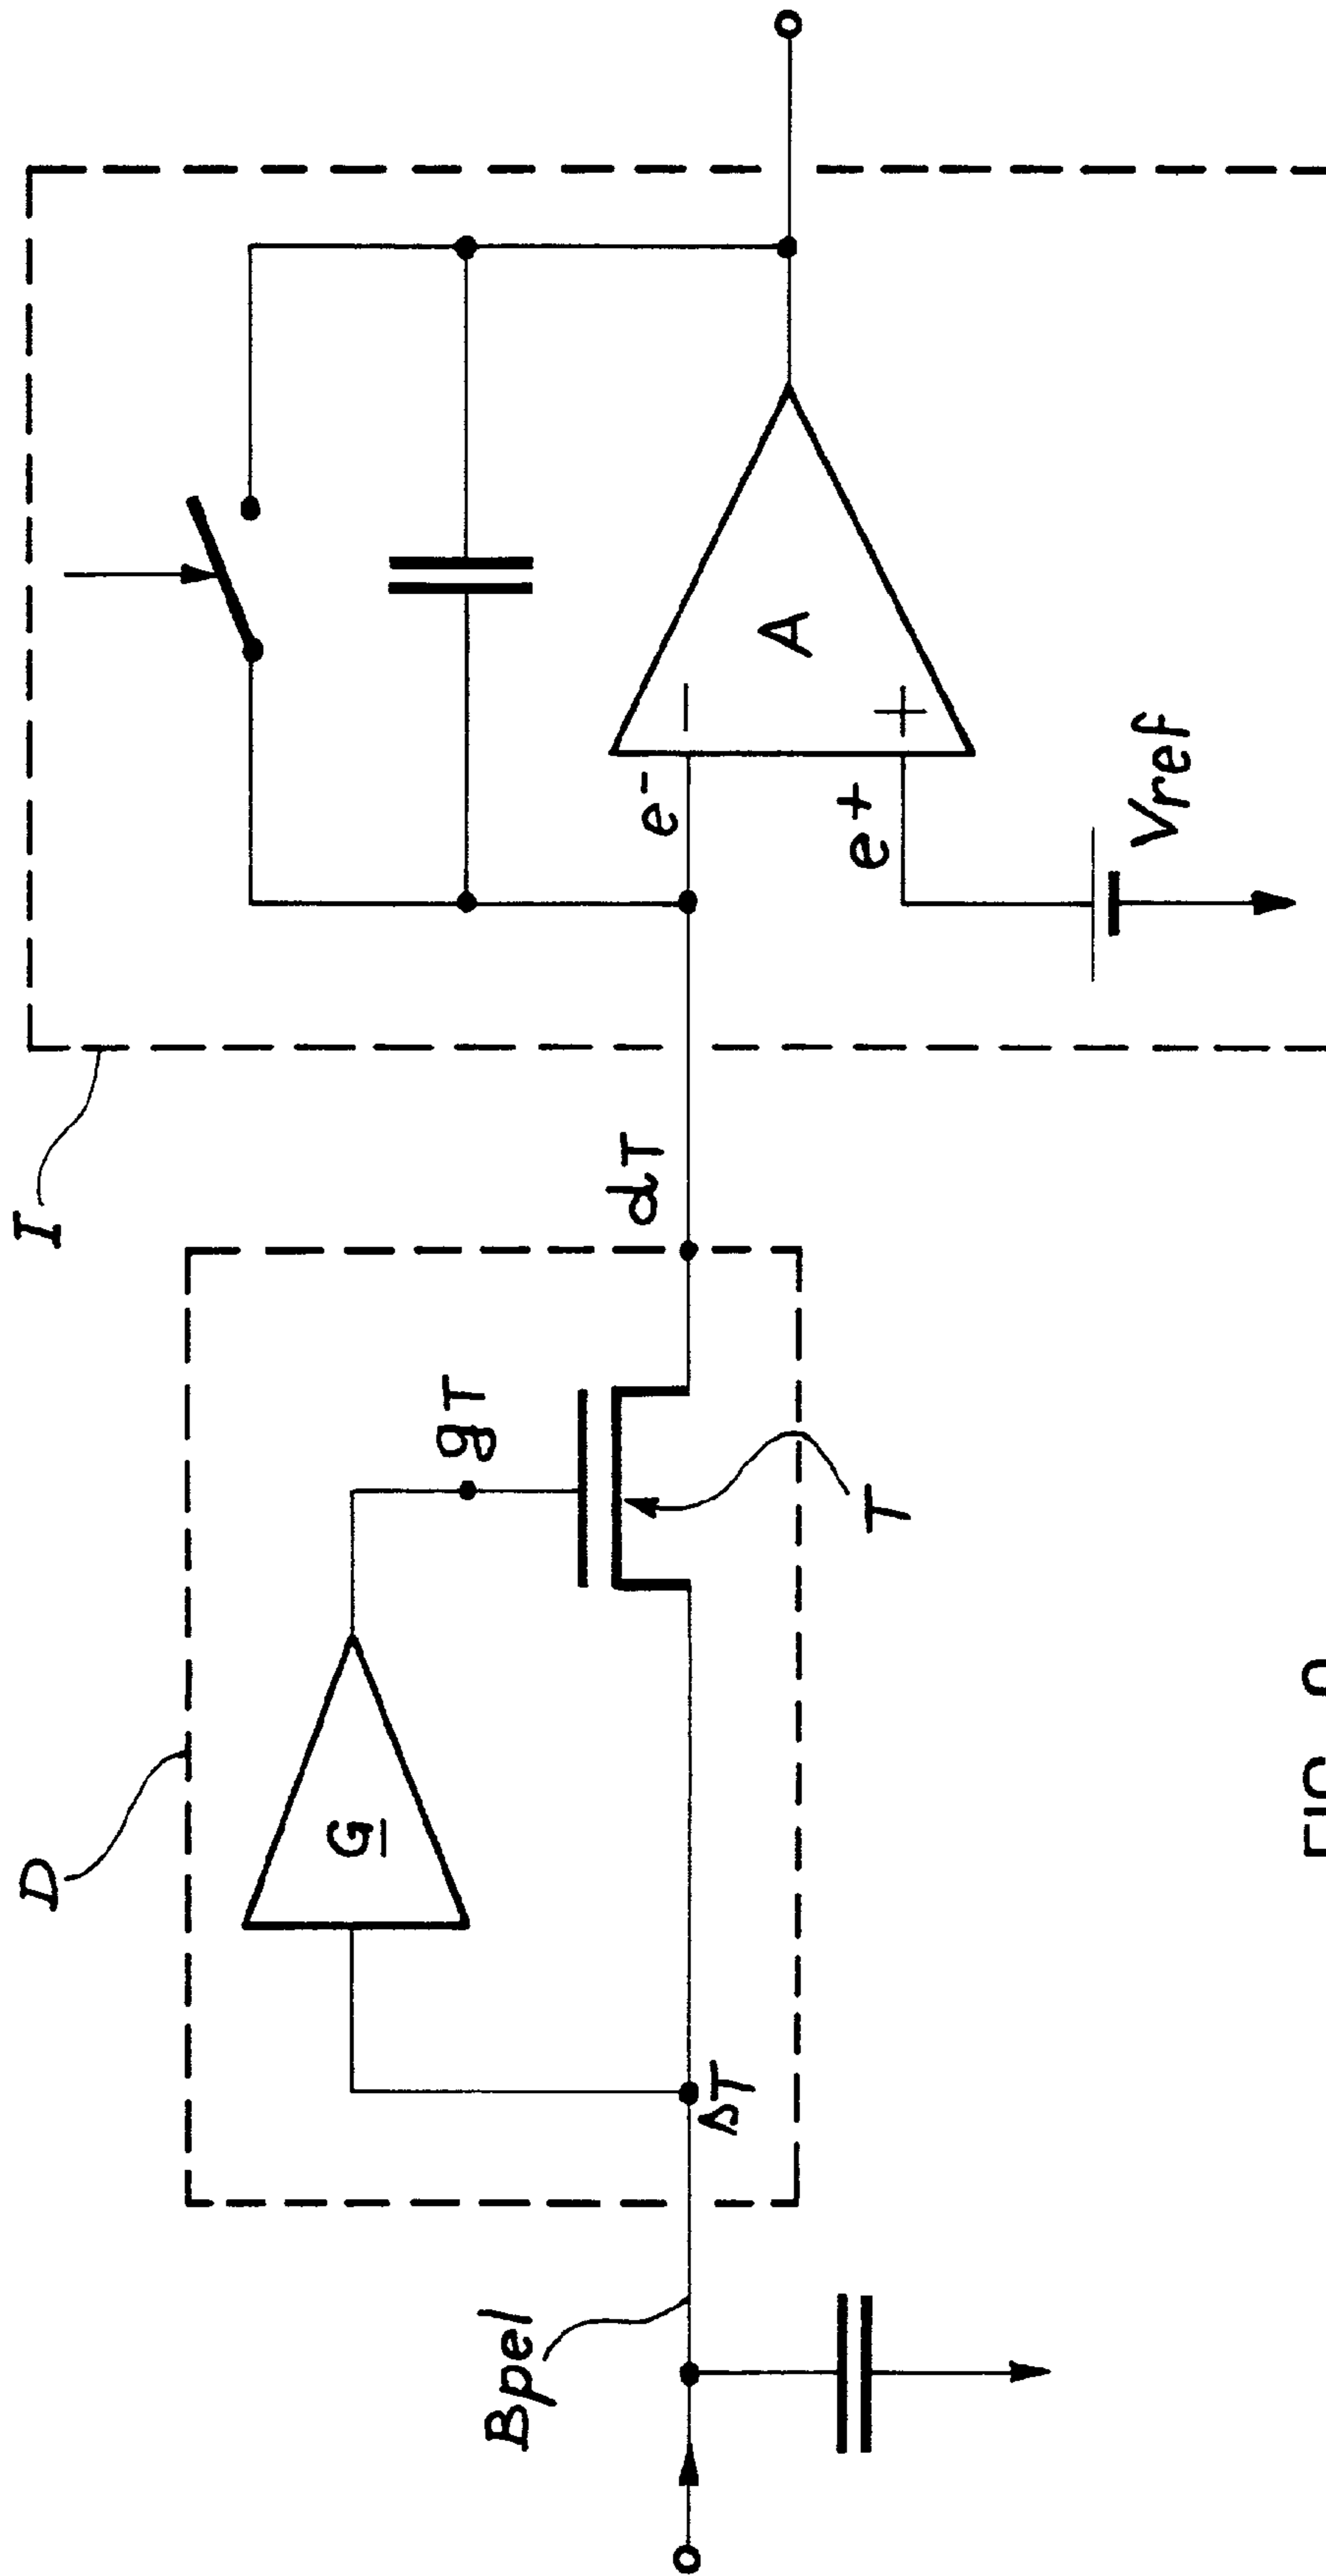 I
D
A
−
+
e-
e+
Vref
dT
gT
G
T
sT
Bpel